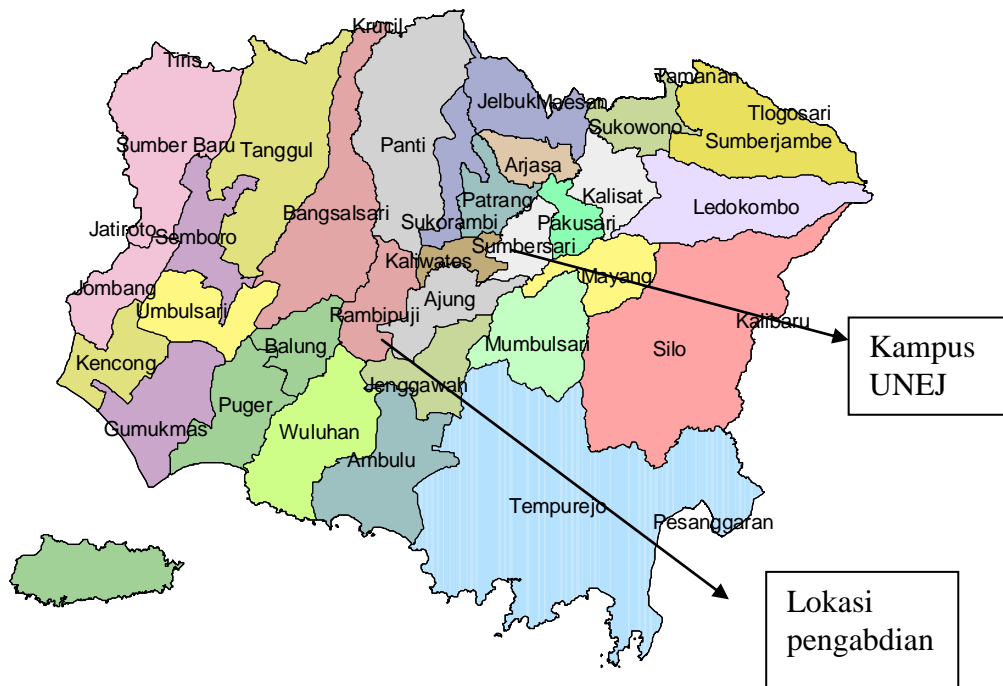 Krucil
Tiris
Tamanan
Jelbuk
Maesan
Tlogosari
Sukowono
Sumber Baru
Tanggul
Panti
Sumberjambe
Arjasa
Kalisat
Patrang
Ledokombo
Bangsalsari
Sukorambi
Pakusari
Jatiroto
Semboro
Sumbersari
Kaliwates
Mayang
Jombang
Ajung
Umbulsari
Rambipuji
Kalibaru
Balung
Mumbulsari
Silo
Kencong
Jenggawah
Puger
Gumukmas
Wuluhan
Ambulu
Tempurejo
Pesanggaran
Kampus
UNEJ
Lokasi
pengabdian